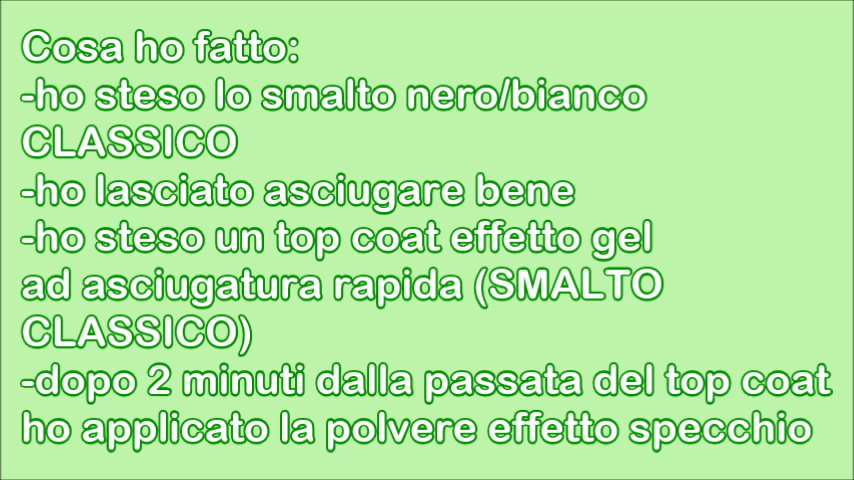 Cosa ho fatto:
-ho steso lo smalto nero/bianco
CLASSICO
-ho lasciato asciugare bene
-ho steso un top coat effetto gel
ad asciugatura rapida (SMALTO
CLASSICO)
-dopo 2 minuti dalla passata del top coat
ho applicato la polvere effetto specchio